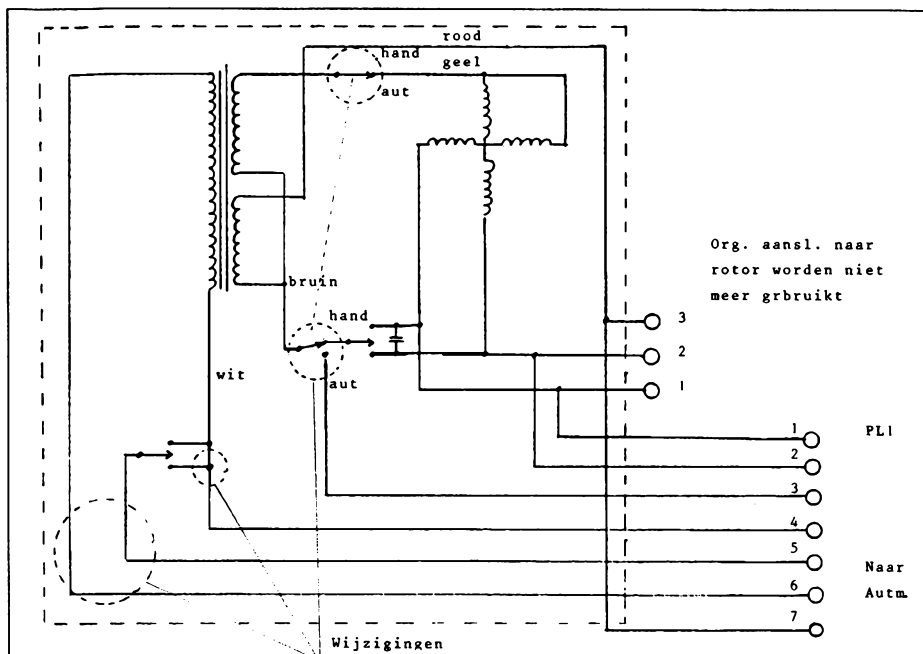 rood
hand
geel
aut
bruin
hand
aut
wit
Org. aansl. naar
rotor worden niet
meer grbruikt
3
2
1
1
PL1
2
3
4
5
Naar
6
Autm.
7
Wijzigingen